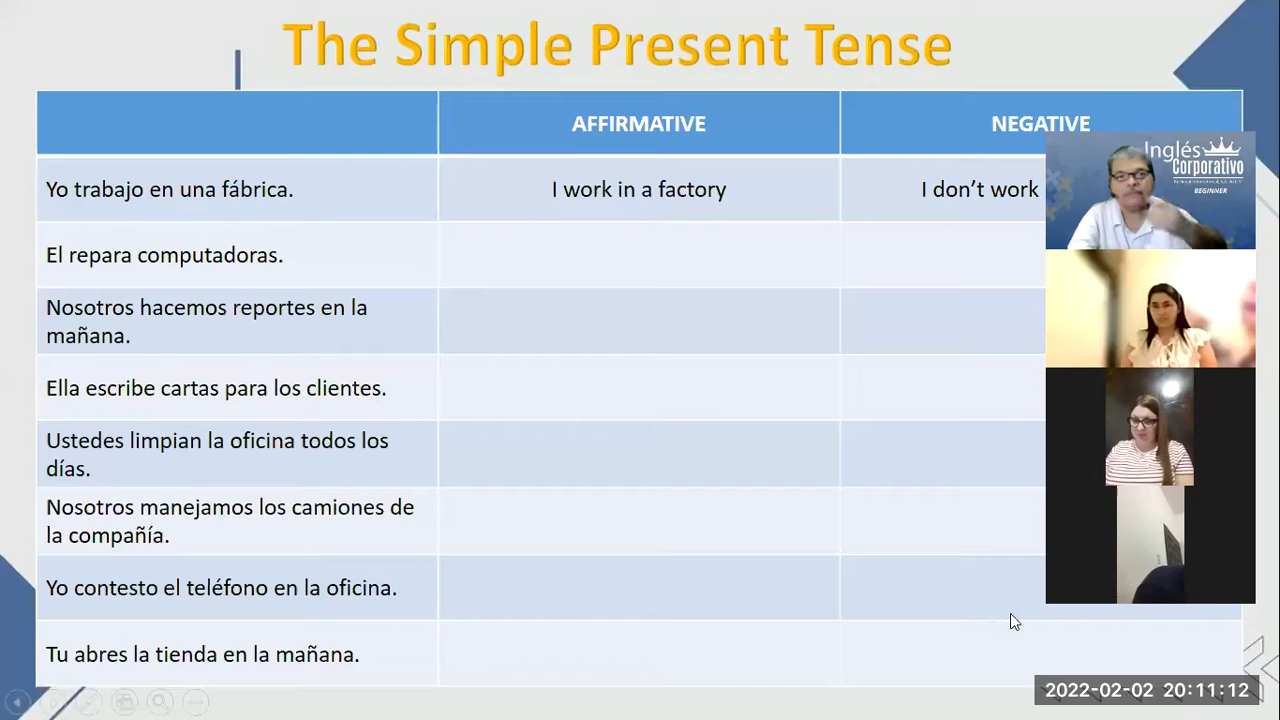 The Simple Present Tense
AFFIRMATIVE
NEGATIVE
Yo trabajo en una fábrica.
I work in a factory
I don’t work
El repara computadoras.
Nosotros hacemos reportes en la
mañana.
Ella escribe cartas para los clientes.
Ustedes limpian la oficina todos los
días.
Nosotros manejamos los camiones de
la compañía.
Yo contesto el teléfono en la oficina.
Tu abres la tienda en la mañana.
Inglés
Corporativo
BEGINNER
2022-02-02 20:11:12